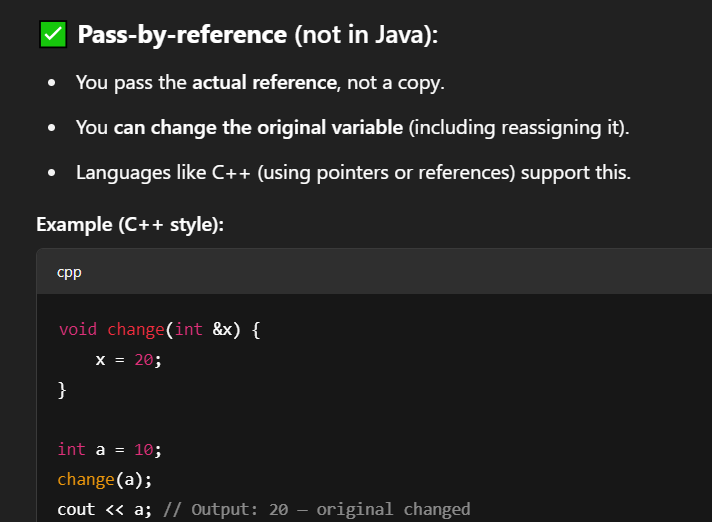 ✅ Pass-by-reference (not in Java):
• You pass the actual reference, not a copy.
• You can change the original variable (including reassigning it).
• Languages like C++ (using pointers or references) support this.
Example (C++ style):
cpp
void change(int &x) {
    x = 20;
}
int a = 10;
change(a);
cout << a; // Output: 20 — original changed